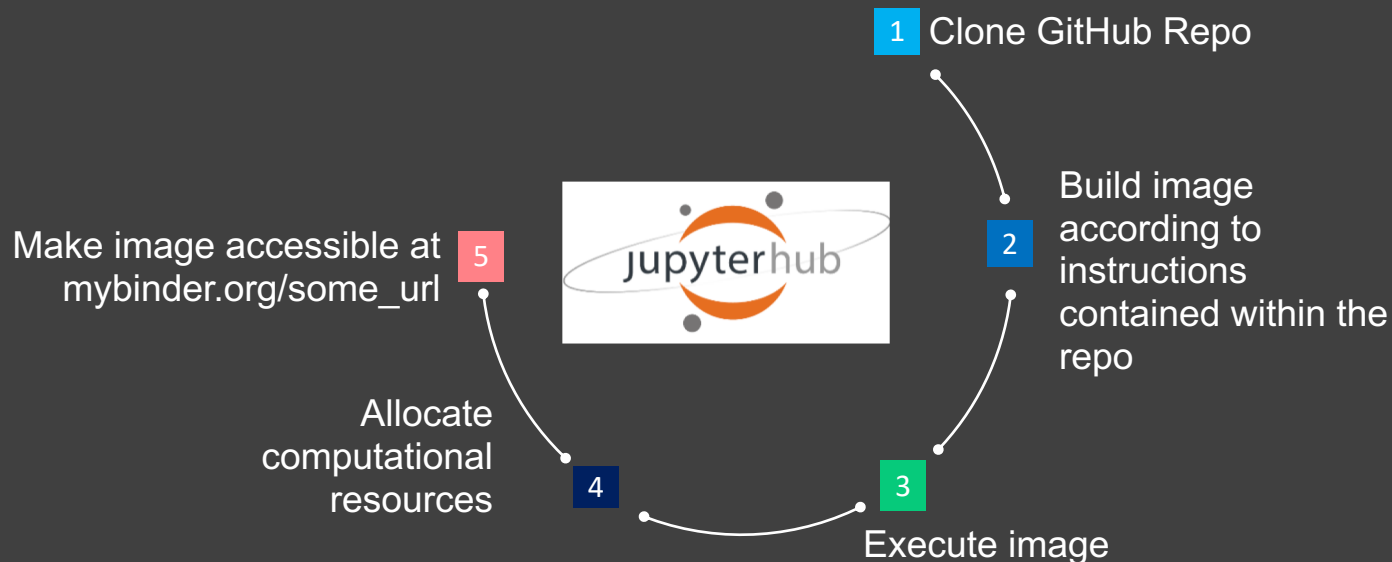 1 Clone GitHub Repo
2
Build image
according to
instructions
contained within the
repo
3
Execute image
4
Allocate
computational
resources
5
Make image accessible at
mybinder.org/some_url
jupyterhub